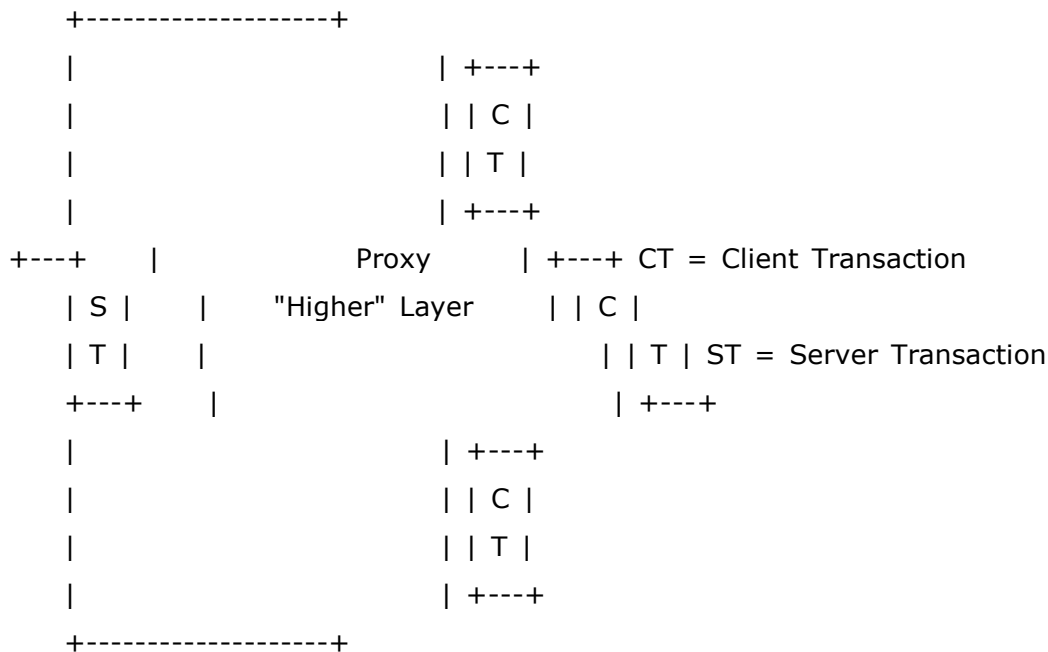 +--------------------+
| | +---+
| | | C |
| | | T |
| | +---+
+---+ | Proxy | +---+ CT = Client Transaction
| S | | "Higher" Layer | | C |
| T | | | | T | ST = Server Transaction
+---+ | | +---+
| | +---+
| | | C |
| | | T |
| | +---+
+--------------------+